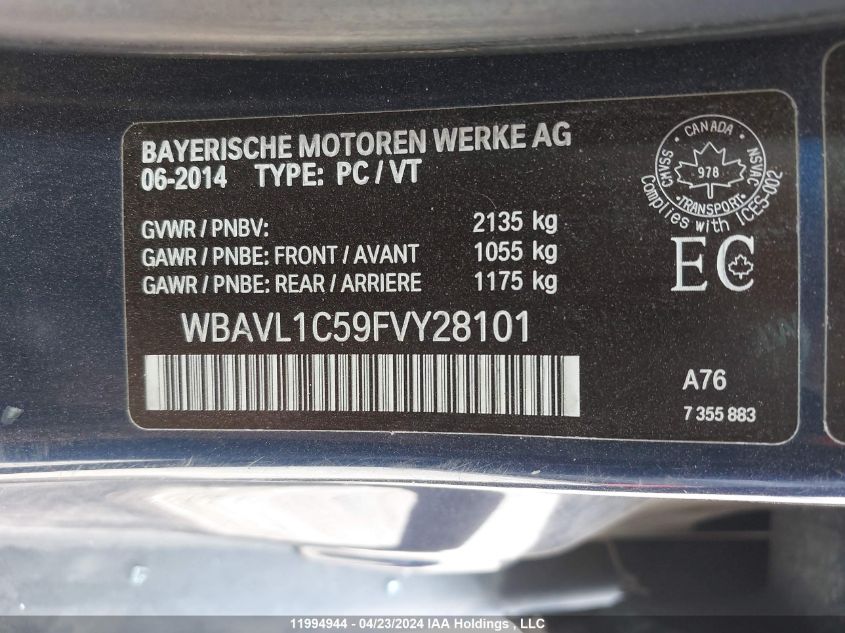 BAYERISCHE MOTOREN WERKE AG
06-2014 TYPE: PC / VT
GVWR / PNBV: 2135 kg
GAWR / PNBE: FRONT / AVANT 1055 kg
GAWR / PNBE: REAR / ARRIERE 1175 kg
WBAVL1C59FVY28101
CANADA
CMVSS
NSVAC
978
TRANSPORT
Complies with ICES-002
EC
A76
7 355 883
11994944 - 04/23/2024 IAA Holdings , LLC